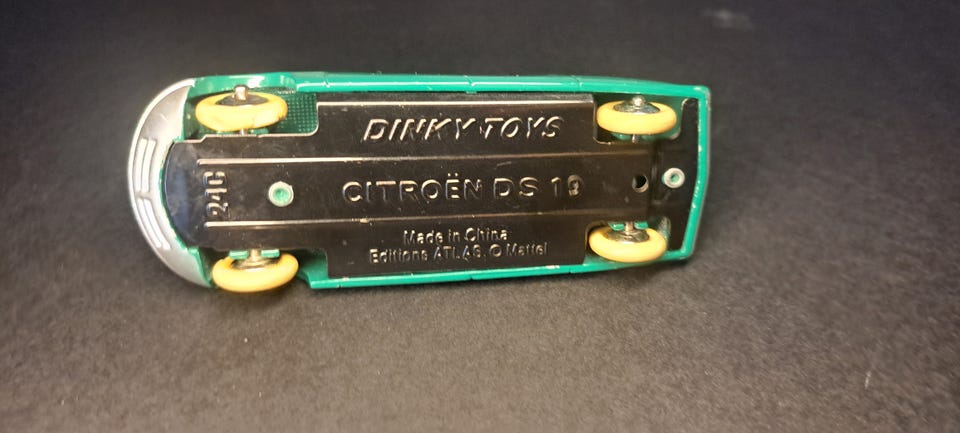 DINKY-TOYS
24C
CITROËN DS 19
Made in China
Editions ATLAS © Mattel